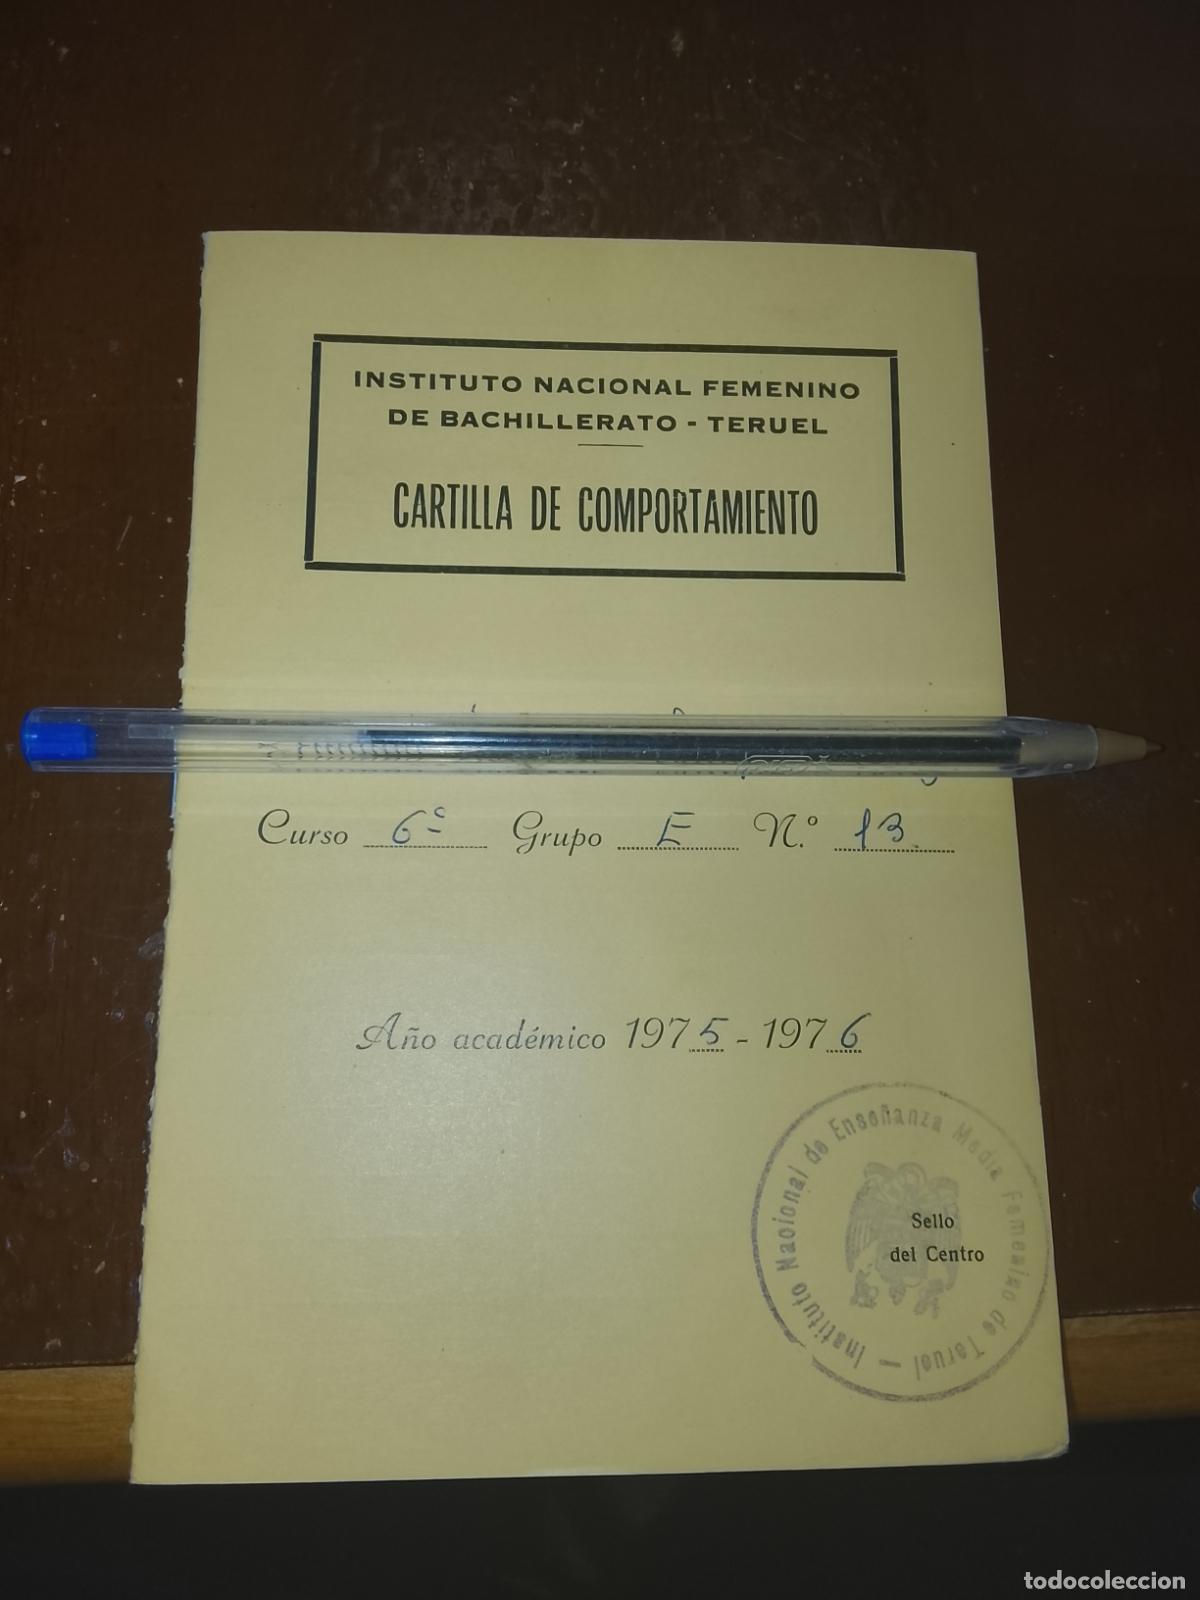 INSTITUTO NACIONAL FEMENINO
DE BACHILLERATO - TERUEL
CARTILLA DE COMPORTAMIENTO
Curso 6º Grupo E N.º 13
Año académico 1975 - 1976
Instituto Nacional de Enseñanza Media Femenino de Teruel —
Sello
del Centro
todocoleccion